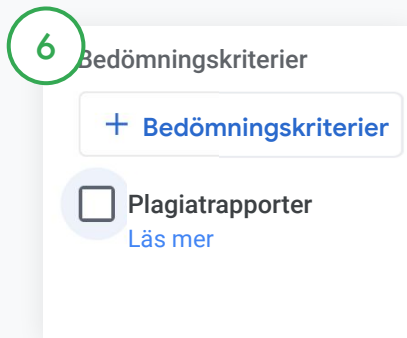 6
Bedömningskriterier
+ Bedömningskriterier
Plagiatrapporter
Läs mer